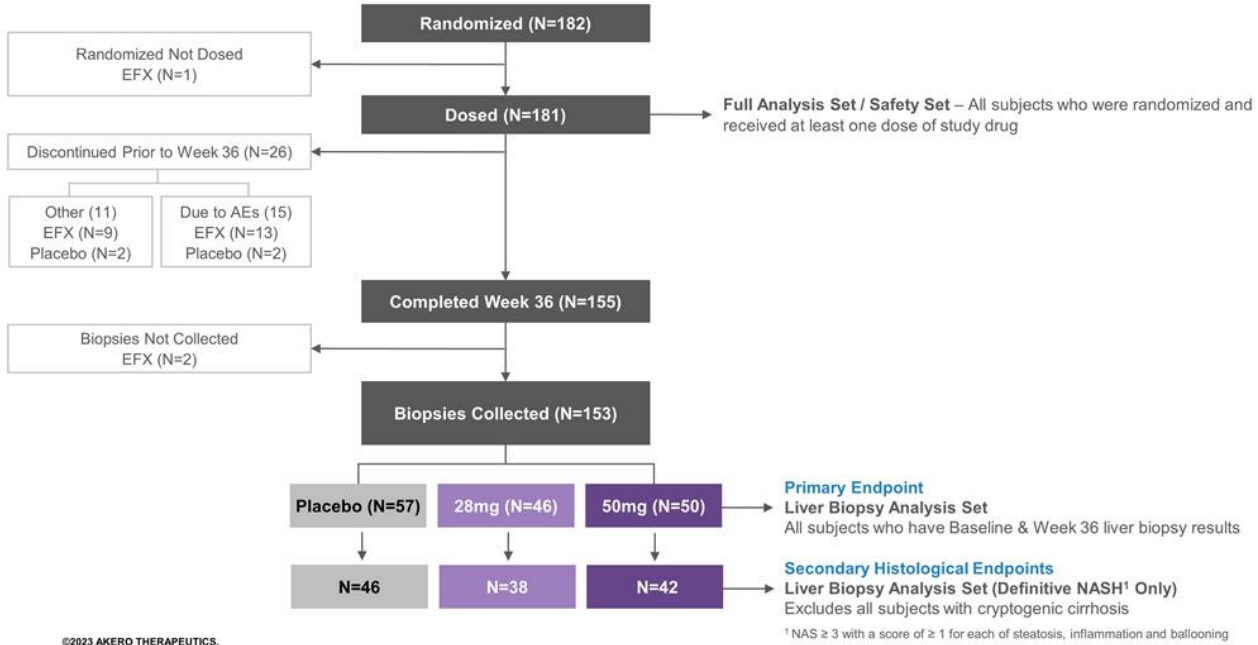 Randomized (N=182)
Randomized Not Dosed
EFX (N=1)
Dosed (N=181)
Full Analysis Set / Safety Set – All subjects who were randomized and
received at least one dose of study drug
Discontinued Prior to Week 36 (N=26)
Other (11)
EFX (N=9)
Placebo (N=2)
Due to AEs (15)
EFX (N=13)
Placebo (N=2)
Completed Week 36 (N=155)
Biopsies Not Collected
EFX (N=2)
Biopsies Collected (N=153)
Placebo (N=57)
28mg (N=46)
50mg (N=50)
Primary Endpoint
Liver Biopsy Analysis Set
All subjects who have Baseline & Week 36 liver biopsy results
N=46
N=38
N=42
Secondary Histological Endpoints
Liver Biopsy Analysis Set (Definitive NASH¹ Only)
Excludes all subjects with cryptogenic cirrhosis
¹ NAS ≥ 3 with a score of ≥ 1 for each of steatosis, inflammation and ballooning
©2023 AKERO THERAPEUTICS.